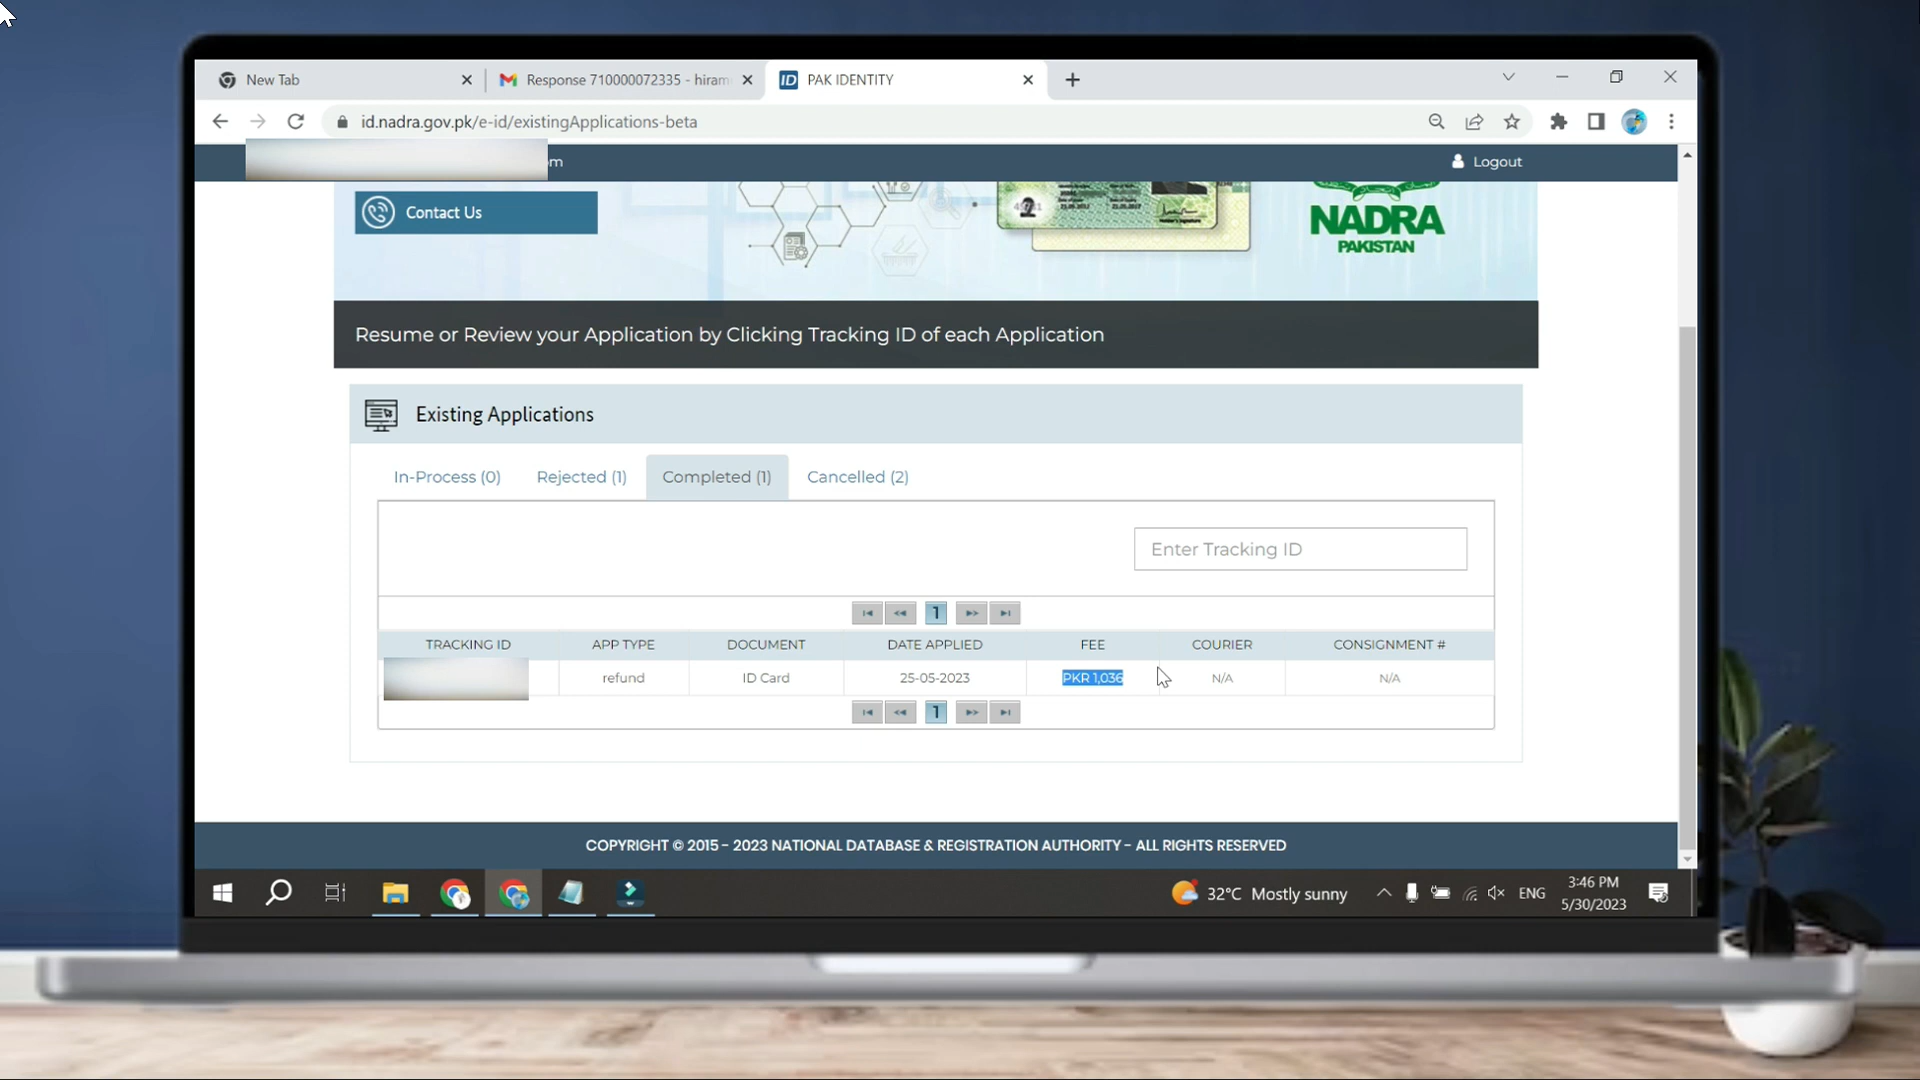 New Tab
Response 710000072335 - hiram
PAK IDENTITY
id.nadra.gov.pk/e-id/existingApplications-beta
om
Logout
Contact Us
NADRA
PAKISTAN
Resume or Review your Application by Clicking Tracking ID of each Application
Existing Applications
In-Process (0) Rejected (1) Completed (1) Cancelled (2)
Enter Tracking ID
1
TRACKING ID APP TYPE DOCUMENT DATE APPLIED FEE COURIER CONSIGNMENT #
refund ID Card 25-05-2023 PKR 1,036 N/A N/A
1
COPYRIGHT © 2015 - 2023 NATIONAL DATABASE & REGISTRATION AUTHORITY - ALL RIGHTS RESERVED
32°C Mostly sunny
ENG
3:46 PM
5/30/2023